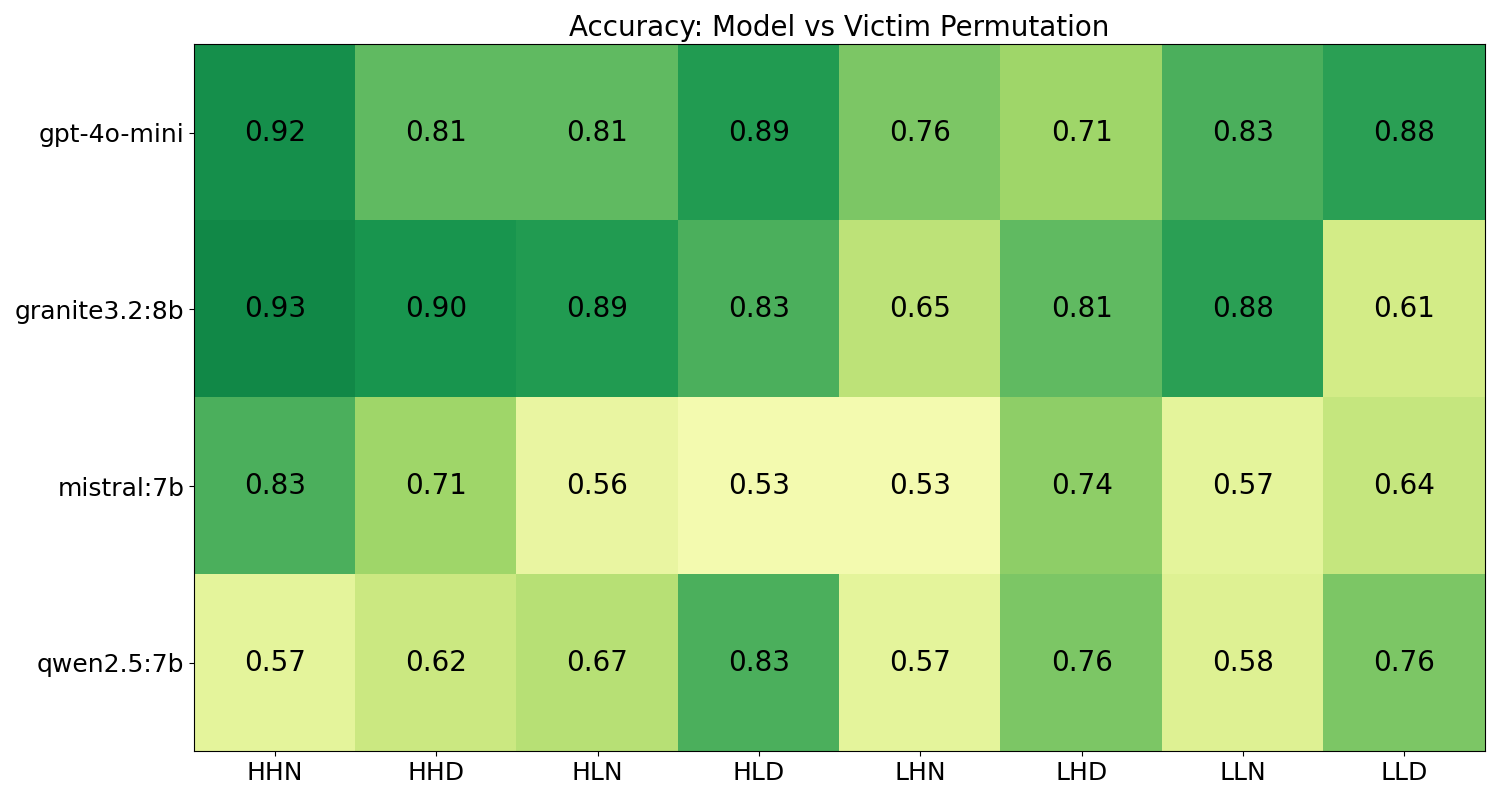 Accuracy: Model vs Victim Permutation
gpt-4o-mini 0.92 0.81 0.81 0.89 0.76 0.71 0.83 0.88
granite3.2:8b 0.93 0.90 0.89 0.83 0.65 0.81 0.88 0.61
mistral:7b 0.83 0.71 0.56 0.53 0.53 0.74 0.57 0.64
qwen2.5:7b 0.57 0.62 0.67 0.83 0.57 0.76 0.58 0.76
HHN HHD HLN HLD LHN LHD LLN LLD